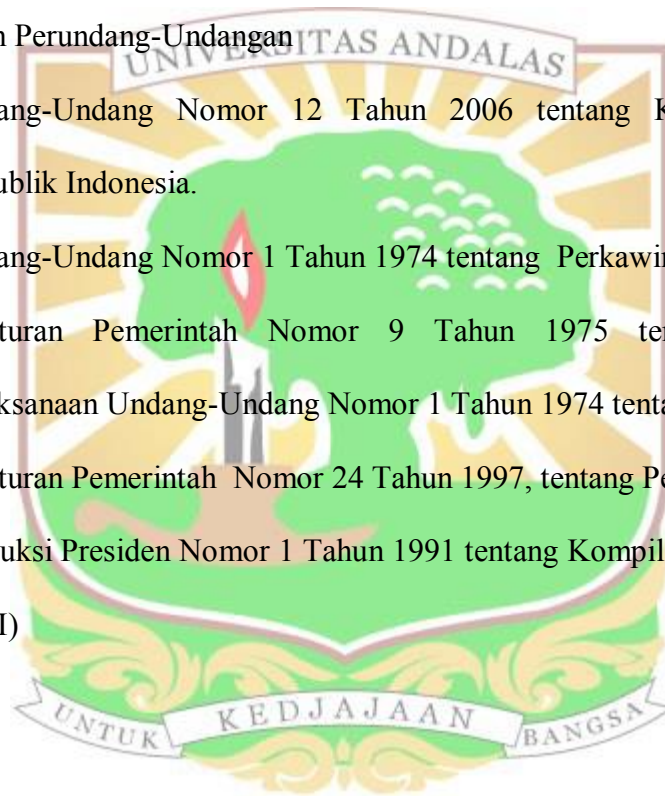 n Perundang-Undangan
UNIVERSITAS ANDALAS
ang-Undang Nomor 12 Tahun 2006 tentang K
ublik Indonesia.
ang-Undang Nomor 1 Tahun 1974 tentang Perkawin
turan Pemerintah Nomor 9 Tahun 1975 ten
ksanaan Undang-Undang Nomor 1 Tahun 1974 tenta
turan Pemerintah Nomor 24 Tahun 1997, tentang Pe
uksi Presiden Nomor 1 Tahun 1991 tentang Kompil
I)
UNTUK KEDJAJAAN BANGSA